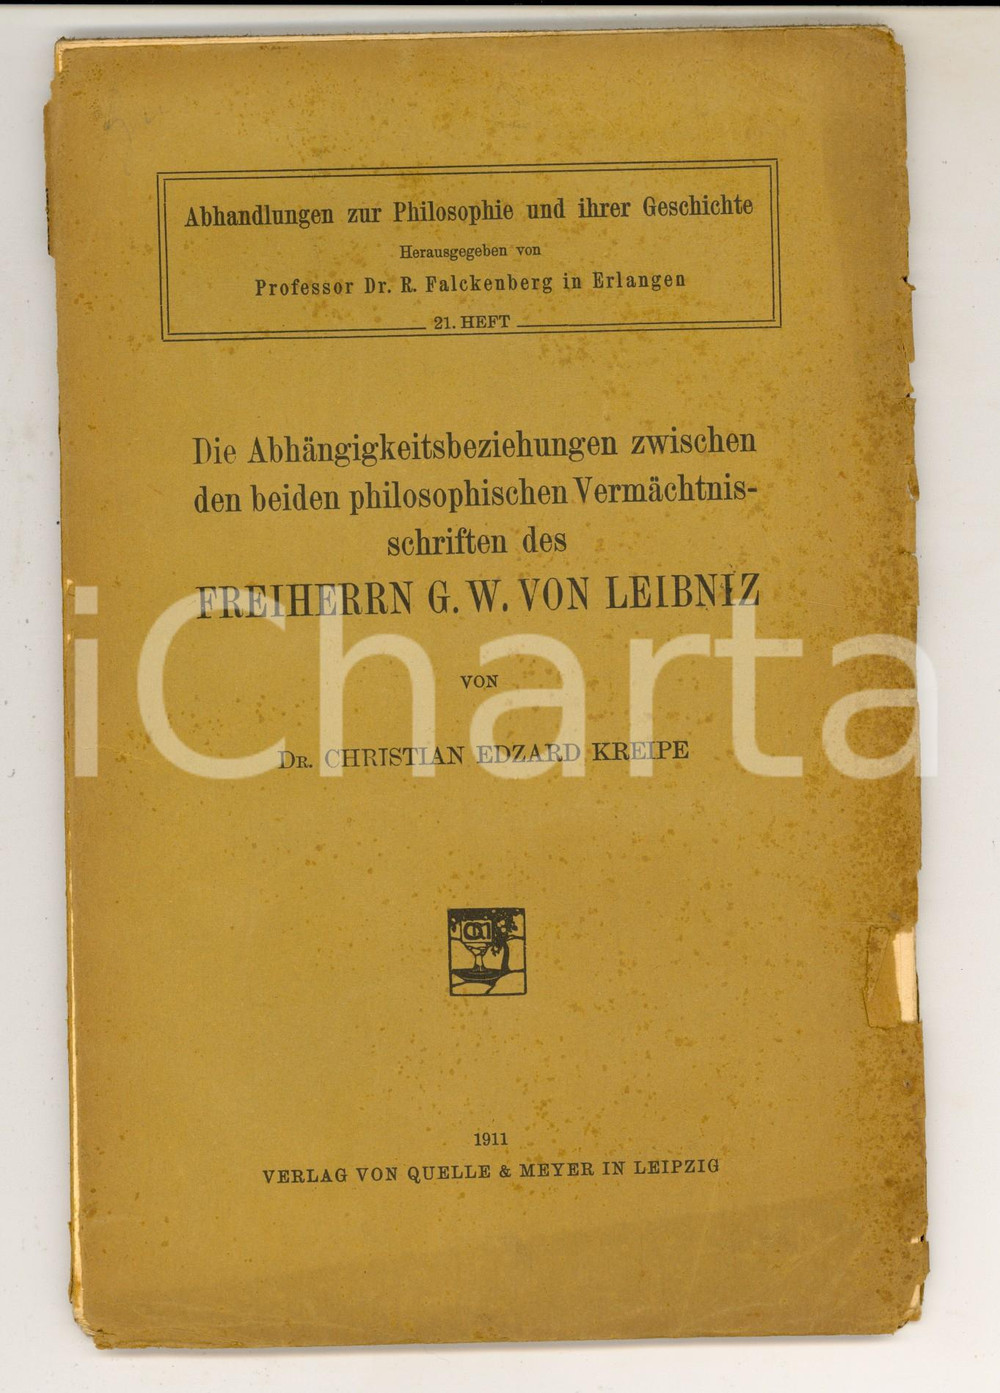 Abhandlungen zur Philosophie und ihrer Geschichte
Herausgegeben von
Professor Dr. R. Falckenberg in Erlangen
21. HEFT
Die Abhängigkeitsbeziehungen zwischen
den beiden philosophischen Vermächtnis-
schriften des
FREIHERRN G. W. VON LEIBNIZ
iCharta
VON
DR. CHRISTIAN EDZARD KREIPE
QM
1911
VERLAG VON QUELLE & MEYER IN LEIPZIG